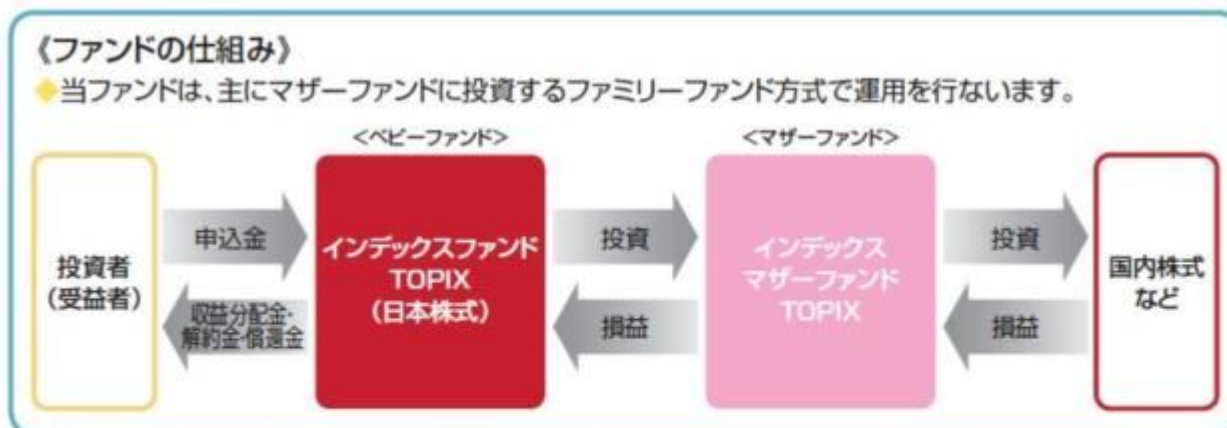 《ファンドの仕組み》
◆当ファンドは、主にマザーファンドに投資するファミリーファンド方式で運用を行ないます。
<ベビーファンド>
<マザーファンド>
投資者
(受益者)
申込金
収益分配金・
解約金・償還金
インデックスファンド
TOPIX
(日本株式)
投資
損益
インデックス
マザーファンド
TOPIX
投資
損益
国内株式
など